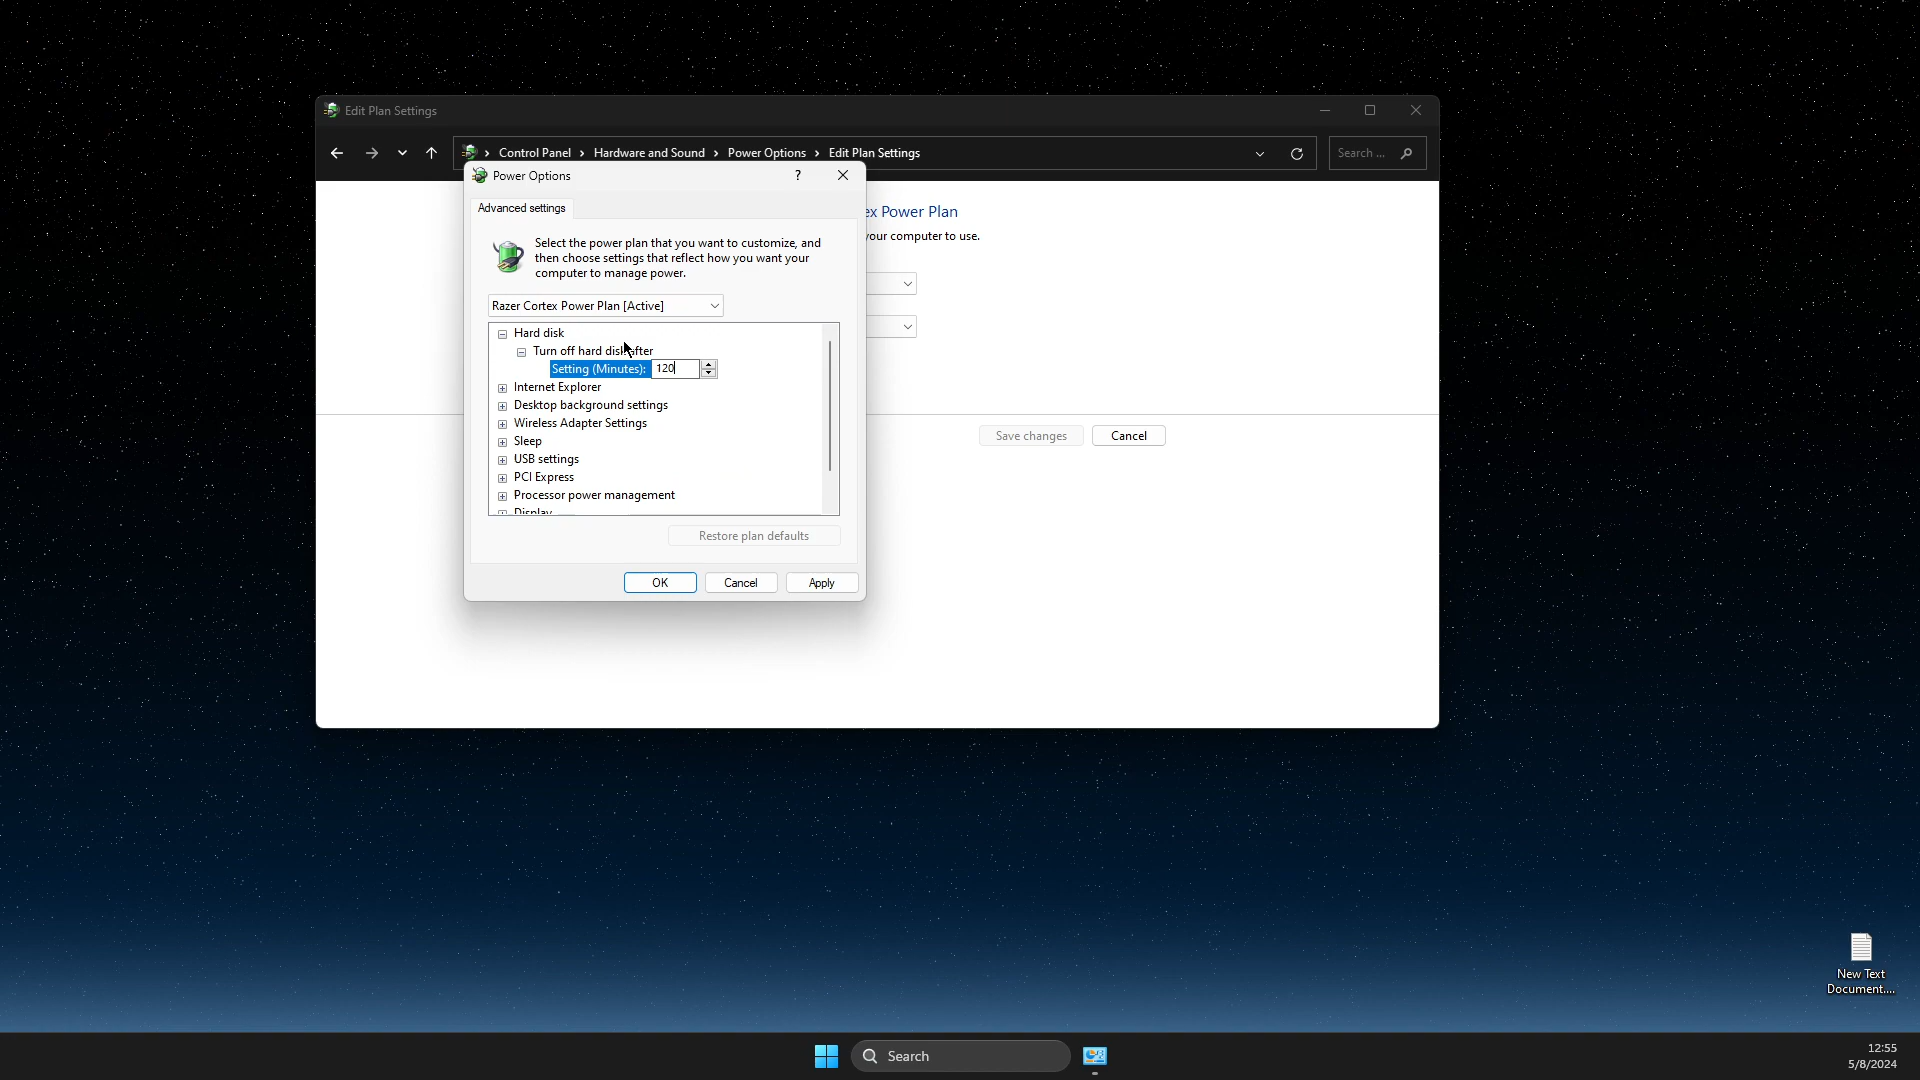 Edit Plan Settings
Control Panel > Hardware and Sound > Power Options > Edit Plan Settings
Search ...
Power Options
?
Advanced settings
ex Power Plan
your computer to use.
Select the power plan that you want to customize, and
then choose settings that reflect how you want your
computer to manage power.
Razer Cortex Power Plan [Active]
Hard disk
Turn off hard disk after
Setting (Minutes): 120
Internet Explorer
Desktop background settings
Wireless Adapter Settings
Sleep
USB settings
PCI Express
Processor power management
Display
Save changes
Cancel
Restore plan defaults
OK
Cancel
Apply
New Text
Document....
Search
12:55
5/8/2024